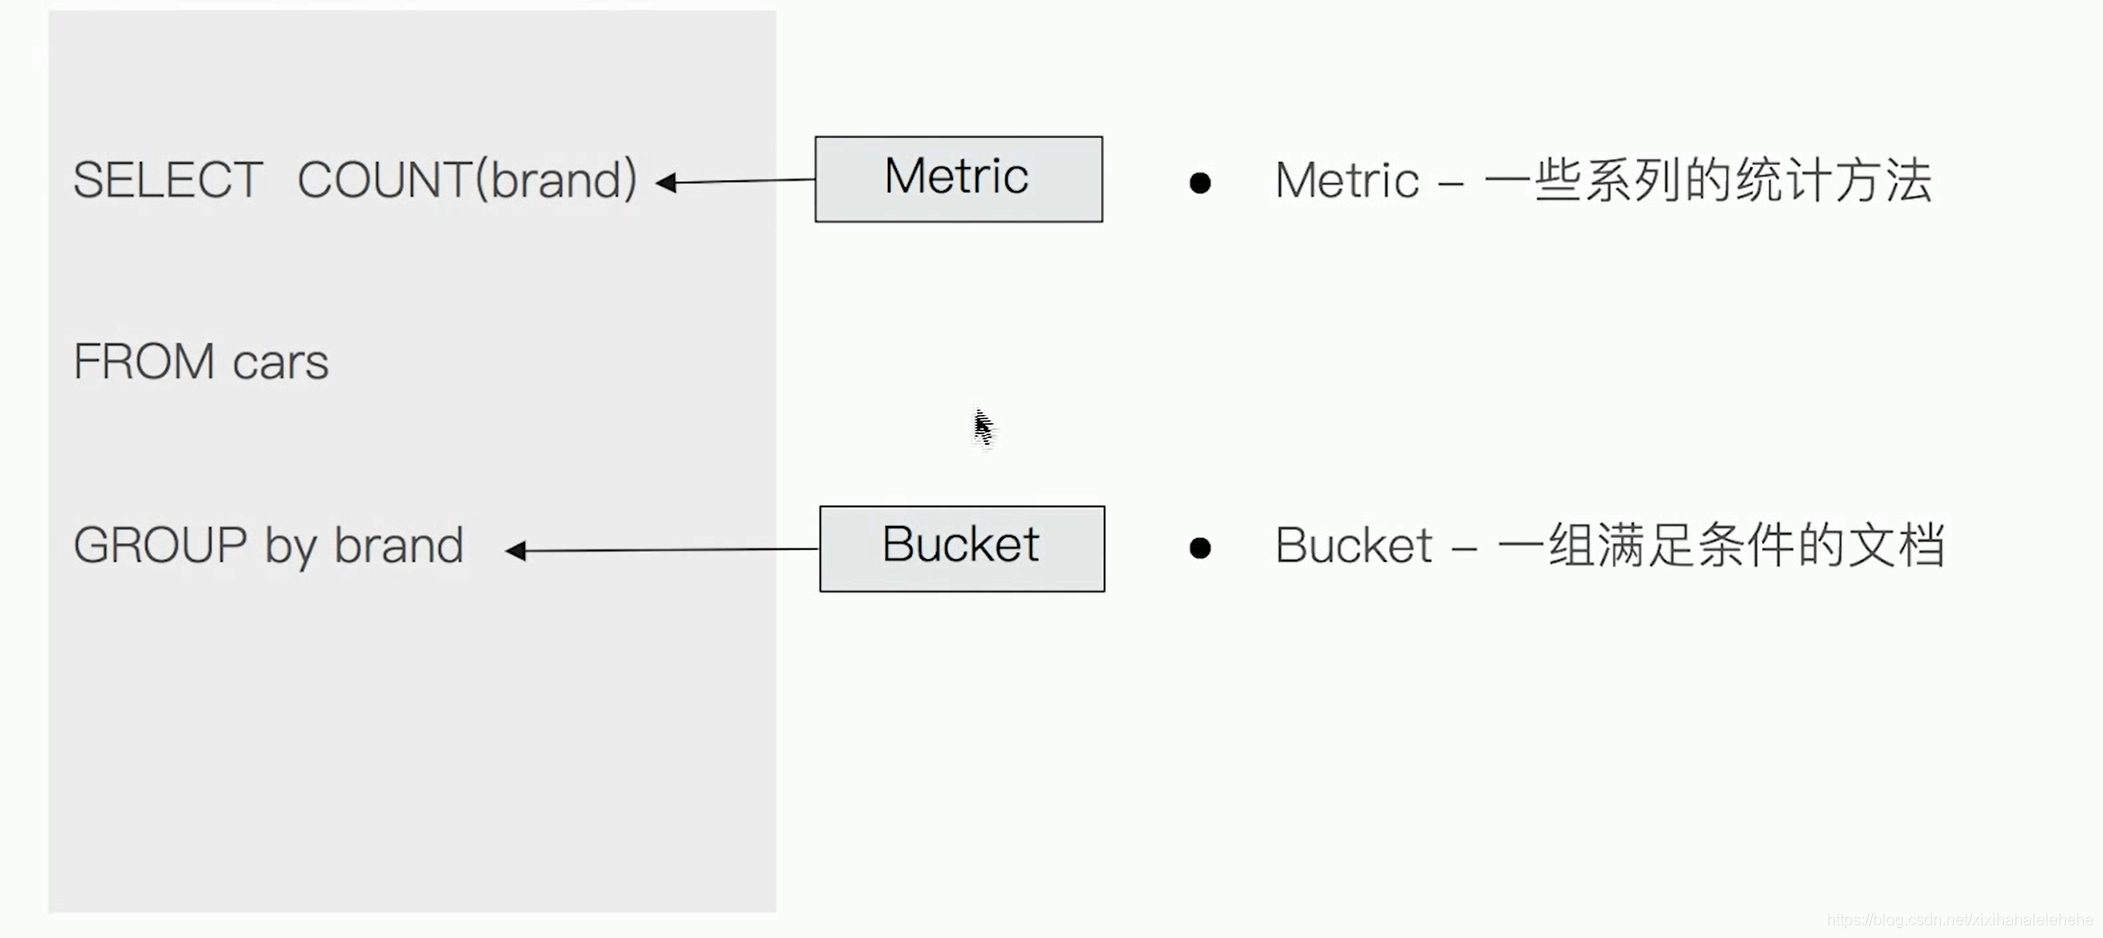 SELECT COUNT(brand)
Metric
Metric – 一些系列的统计方法
FROM cars
GROUP by brand
Bucket
Bucket – 一组满足条件的文档
https://blog.csdn.net/xixihahalelehehe